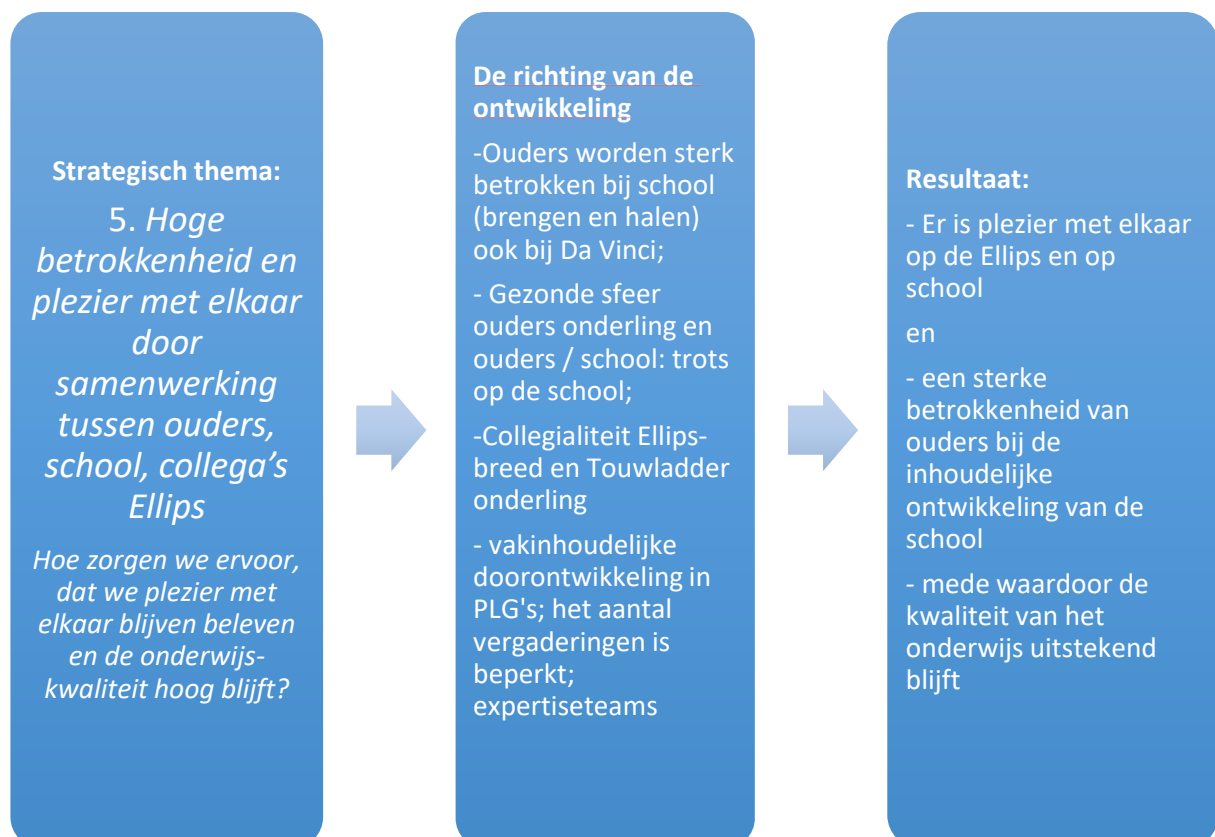 Strategisch thema:
5. Hoge
betrokkenheid en
plezier met elkaar
door
samenwerking
tussen ouders,
school, collega's
Ellips
Hoe zorgen we ervoor,
dat we plezier met
elkaar blijven beleven
en de onderwijs-
kwaliteit hoog blijft?
De richting van de
ontwikkeling
-Ouders worden sterk
betrokken bij school
(brengen en halen)
ook bij Da Vinci;
- Gezonde sfeer
ouders onderling en
ouders / school: trots
op de school;
-Collegialiteit Ellips-
breed en Touwladder
onderling
- vakinhoudelijke
doorontwikkeling in
PLG's; het aantal
vergaderingen is
beperkt;
expertiseteams
Resultaat:
- Er is plezier met elkaar
op de Ellips en op
school
en
- een sterke
betrokkenheid van
ouders bij de
inhoudelijke
ontwikkeling van de
school
- mede waardoor de
kwaliteit van het
onderwijs uitstekend
blijft